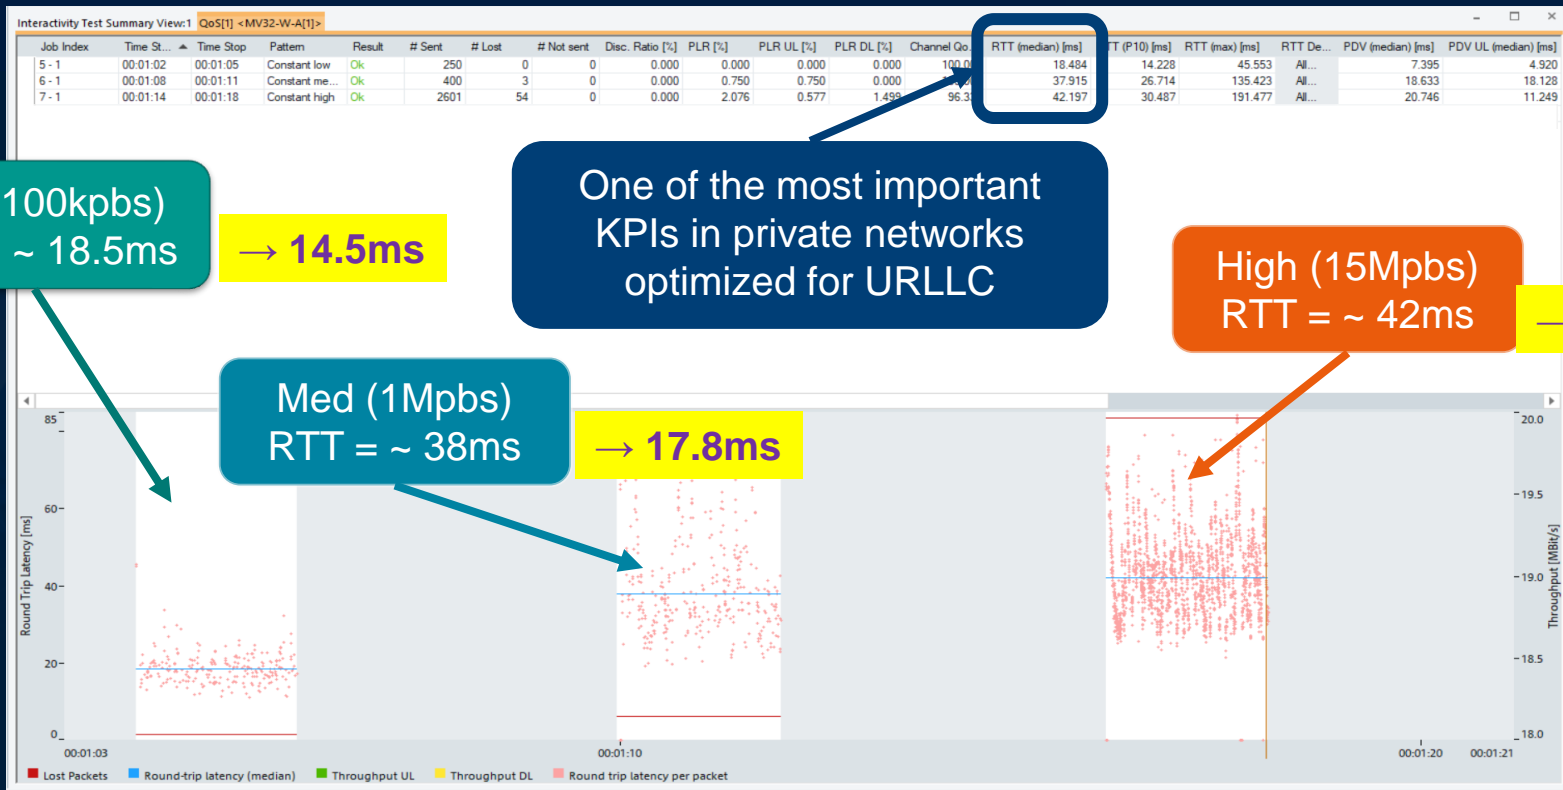 Interactivity Test Summary View:1 QoS[1] <MV32-W-A[1]>
Job Index Time St... Time Stop Pattern Result # Sent # Lost # Not sent Disc. Ratio [%] PLR [%] PLR UL [%] PLR DL [%] Channel Qo... RTT (median) [ms] TT (P10) [ms] RTT (max) [ms] RTT De... PDV (median) [ms] PDV UL (median) [ms]
5 - 1 00:01:02 00:01:05 Constant low Ok 250 0 0 0.000 0.000 0.000 0.000 100.00 18.484 14.228 45.553 All... 7.395 4.920
6 - 1 00:01:08 00:01:11 Constant me... Ok 400 3 0 0.000 0.750 0.750 0.000 37.915 26.714 135.423 All... 18.633 18.128
7 - 1 00:01:14 00:01:18 Constant high Ok 2601 54 0 0.000 2.076 0.577 1.499 96.33 42.197 30.487 191.477 All... 20.746 11.249
One of the most important
KPIs in private networks
optimized for URLLC
100kpbs)
~ 18.5ms
→ 14.5ms
High (15Mpbs)
RTT = ~ 42ms
→
Med (1Mpbs)
RTT = ~ 38ms
→ 17.8ms
85
60
40
20
0
Round Trip Latency [ms]
20.0
19.5
19.0
18.5
18.0
Throughput [MBit/s]
00:01:03 00:01:10 00:01:20 00:01:21
Lost Packets Round-trip latency (median) Throughput UL Throughput DL Round trip latency per packet